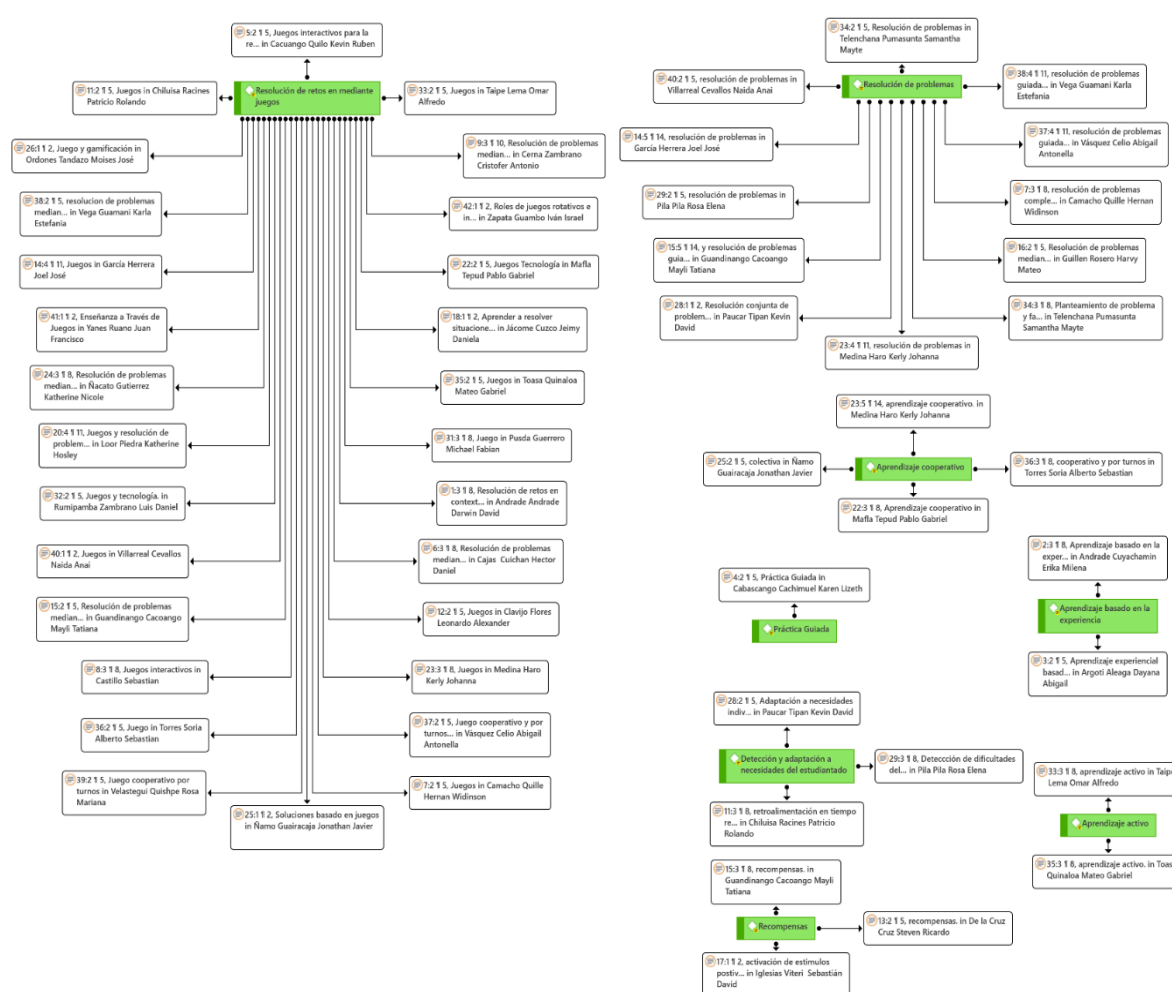 5:2 ¶ 5, Juegos interactivos para la
re... in Cacuango Quilo Kevin Ruben
11:2 ¶ 5, Juegos in Chiluisa Racines
Patricio Rolando
Resolución de retos en mediante
juegos
33:2 ¶ 5, Juegos in Taipe Lema Omar
Alfredo
26:1 ¶ 2, Juego y gamificación in
Ordones Tandazo Moises José
9:3 ¶ 10, Resolución de problemas
median... in Cerna Zambrano
Cristofer Antonio
38:2 ¶ 5, resolucion de problemas
median... in Vega Guamani Karla
Estefania
42:1 ¶ 2, Roles de juegos rotativos e
in... in Zapata Guambo Iván Israel
14:4 ¶ 11, Juegos in García Herrera
Joel José
22:2 ¶ 5, Juegos Tecnología in Mafla
Tepud Pablo Gabriel
41:1 ¶ 2, Enseñanza a Través de
Juegos in Yanes Ruano Juan
Francisco
18:1 ¶ 2, Aprender a resolver
situacione... in Jácome Cuzco Jeimy
Daniela
24:3 ¶ 8, Resolución de problemas
median... in Ñacato Gutierrez
Katherine Nicole
35:2 ¶ 5, Juegos in Toasa Quinaloa
Mateo Gabriel
20:4 ¶ 11, Juegos y resolución de
problem... in Loor Piedra Katherine
Hosley
31:3 ¶ 8, Juego in Pusda Guerrero
Michael Fabian
32:2 ¶ 5, Juegos y tecnología. in
Rumipamba Zambrano Luis Daniel
1:3 ¶ 8, Resolución de retos en
context... in Andrade Andrade
Darwin David
40:1 ¶ 2, Juegos in Villarreal Cevallos
Naida Anai
6:3 ¶ 8, Resolución de problemas
median... in Cajas Cuichan Hector
Daniel
15:2 ¶ 5, Resolución de problemas
median... in Guandinango Cacoango
Mayli Tatiana
12:2 ¶ 5, Juegos in Clavijo Flores
Leonardo Alexander
8:3 ¶ 8, Juegos interactivos in
Castillo Sebastian
23:3 ¶ 8, Juegos in Medina Haro
Kerly Johanna
36:2 ¶ 5, Juego in Torres Soria
Alberto Sebastian
37:2 ¶ 5, Juego cooperativo y por
turnos... in Vásquez Celio Abigail
Antonella
39:2 ¶ 5, Juego cooperativo por
turnos in Velastegui Quishpe Rosa
Mariana
7:2 ¶ 5, Juegos in Camacho Quille
Hernan Widinson
25:1 ¶ 2, Soluciones basado en juegos
in Ñamo Guairacaja Jonathan Javier
34:2 ¶ 5, Resolución de problemas in
Telenchana Pumasunta Samantha
Mayte
40:2 ¶ 5, resolución de problemas in
Villarreal Cevallos Naida Anai
Resolución de problemas
38:4 ¶ 11, resolución de problemas
guiada... in Vega Guamani Karla
Estefania
14:5 ¶ 14, resolución de problemas in
García Herrera Joel José
37:4 ¶ 11, resolución de problemas
guiada... in Vásquez Celio Abigail
Antonella
29:2 ¶ 5, resolución de problemas in
Pila Pila Rosa Elena
7:3 ¶ 8, resolución de problemas
comple... in Camacho Quille Hernan
Widinson
15:5 ¶ 14, y resolución de problemas
guia... in Guandinango Cacoango
Mayli Tatiana
16:2 ¶ 5, Resolución de problemas
median... in Guillen Rosero Harvy
Mateo
28:1 ¶ 2, Resolución conjunta de
problem... in Paucar Tipan Kevin
David
34:3 ¶ 8, Planteamiento de problema
y fa... in Telenchana Pumasunta
Samantha Mayte
23:4 ¶ 11, resolución de problemas in
Medina Haro Kerly Johanna
23:5 ¶ 14, aprendizaje cooperativo. in
Medina Haro Kerly Johanna
25:2 ¶ 5, colectiva in Ñamo
Guairacaja Jonathan Javier
Aprendizaje cooperativo
36:3 ¶ 8, cooperativo y por turnos in
Torres Soria Alberto Sebastian
22:3 ¶ 8, Aprendizaje cooperativo in
Mafla Tepud Pablo Gabriel
2:3 ¶ 8, Aprendizaje basado en la
exper... in Andrade Cuyachamin
Erika Milena
4:2 ¶ 5, Práctica Guiada in
Cabascango Cachimuel Karen Lizeth
Aprendizaje basado en la
experiencia
Práctica Guiada
3:2 ¶ 5, Aprendizaje experiencial
basad... in Argoti Aleaga Dayana
Abigail
28:2 ¶ 5, Adaptación a necesidades
indiv... in Paucar Tipan Kevin David
Detección y adaptación a
necesidades del estudiantado
29:3 ¶ 8, Deteccción de dificultades
del... in Pila Pila Rosa Elena
33:3 ¶ 8, aprendizaje activo in Taipe
Lema Omar Alfredo
11:3 ¶ 8, retroalimentación en tiempo
re... in Chiluisa Racines Patricio
Rolando
Aprendizaje activo
35:3 ¶ 8, aprendizaje activo. in Toasa
Quinaloa Mateo Gabriel
15:3 ¶ 8, recompensas. in
Guandinango Cacoango Mayli
Tatiana
Recompensas
13:2 ¶ 5, recompensas. in De la Cruz
Cruz Steven Ricardo
17:1 ¶ 2, activación de estimulos
postiv... in Iglesias Viteri Sebastián
David